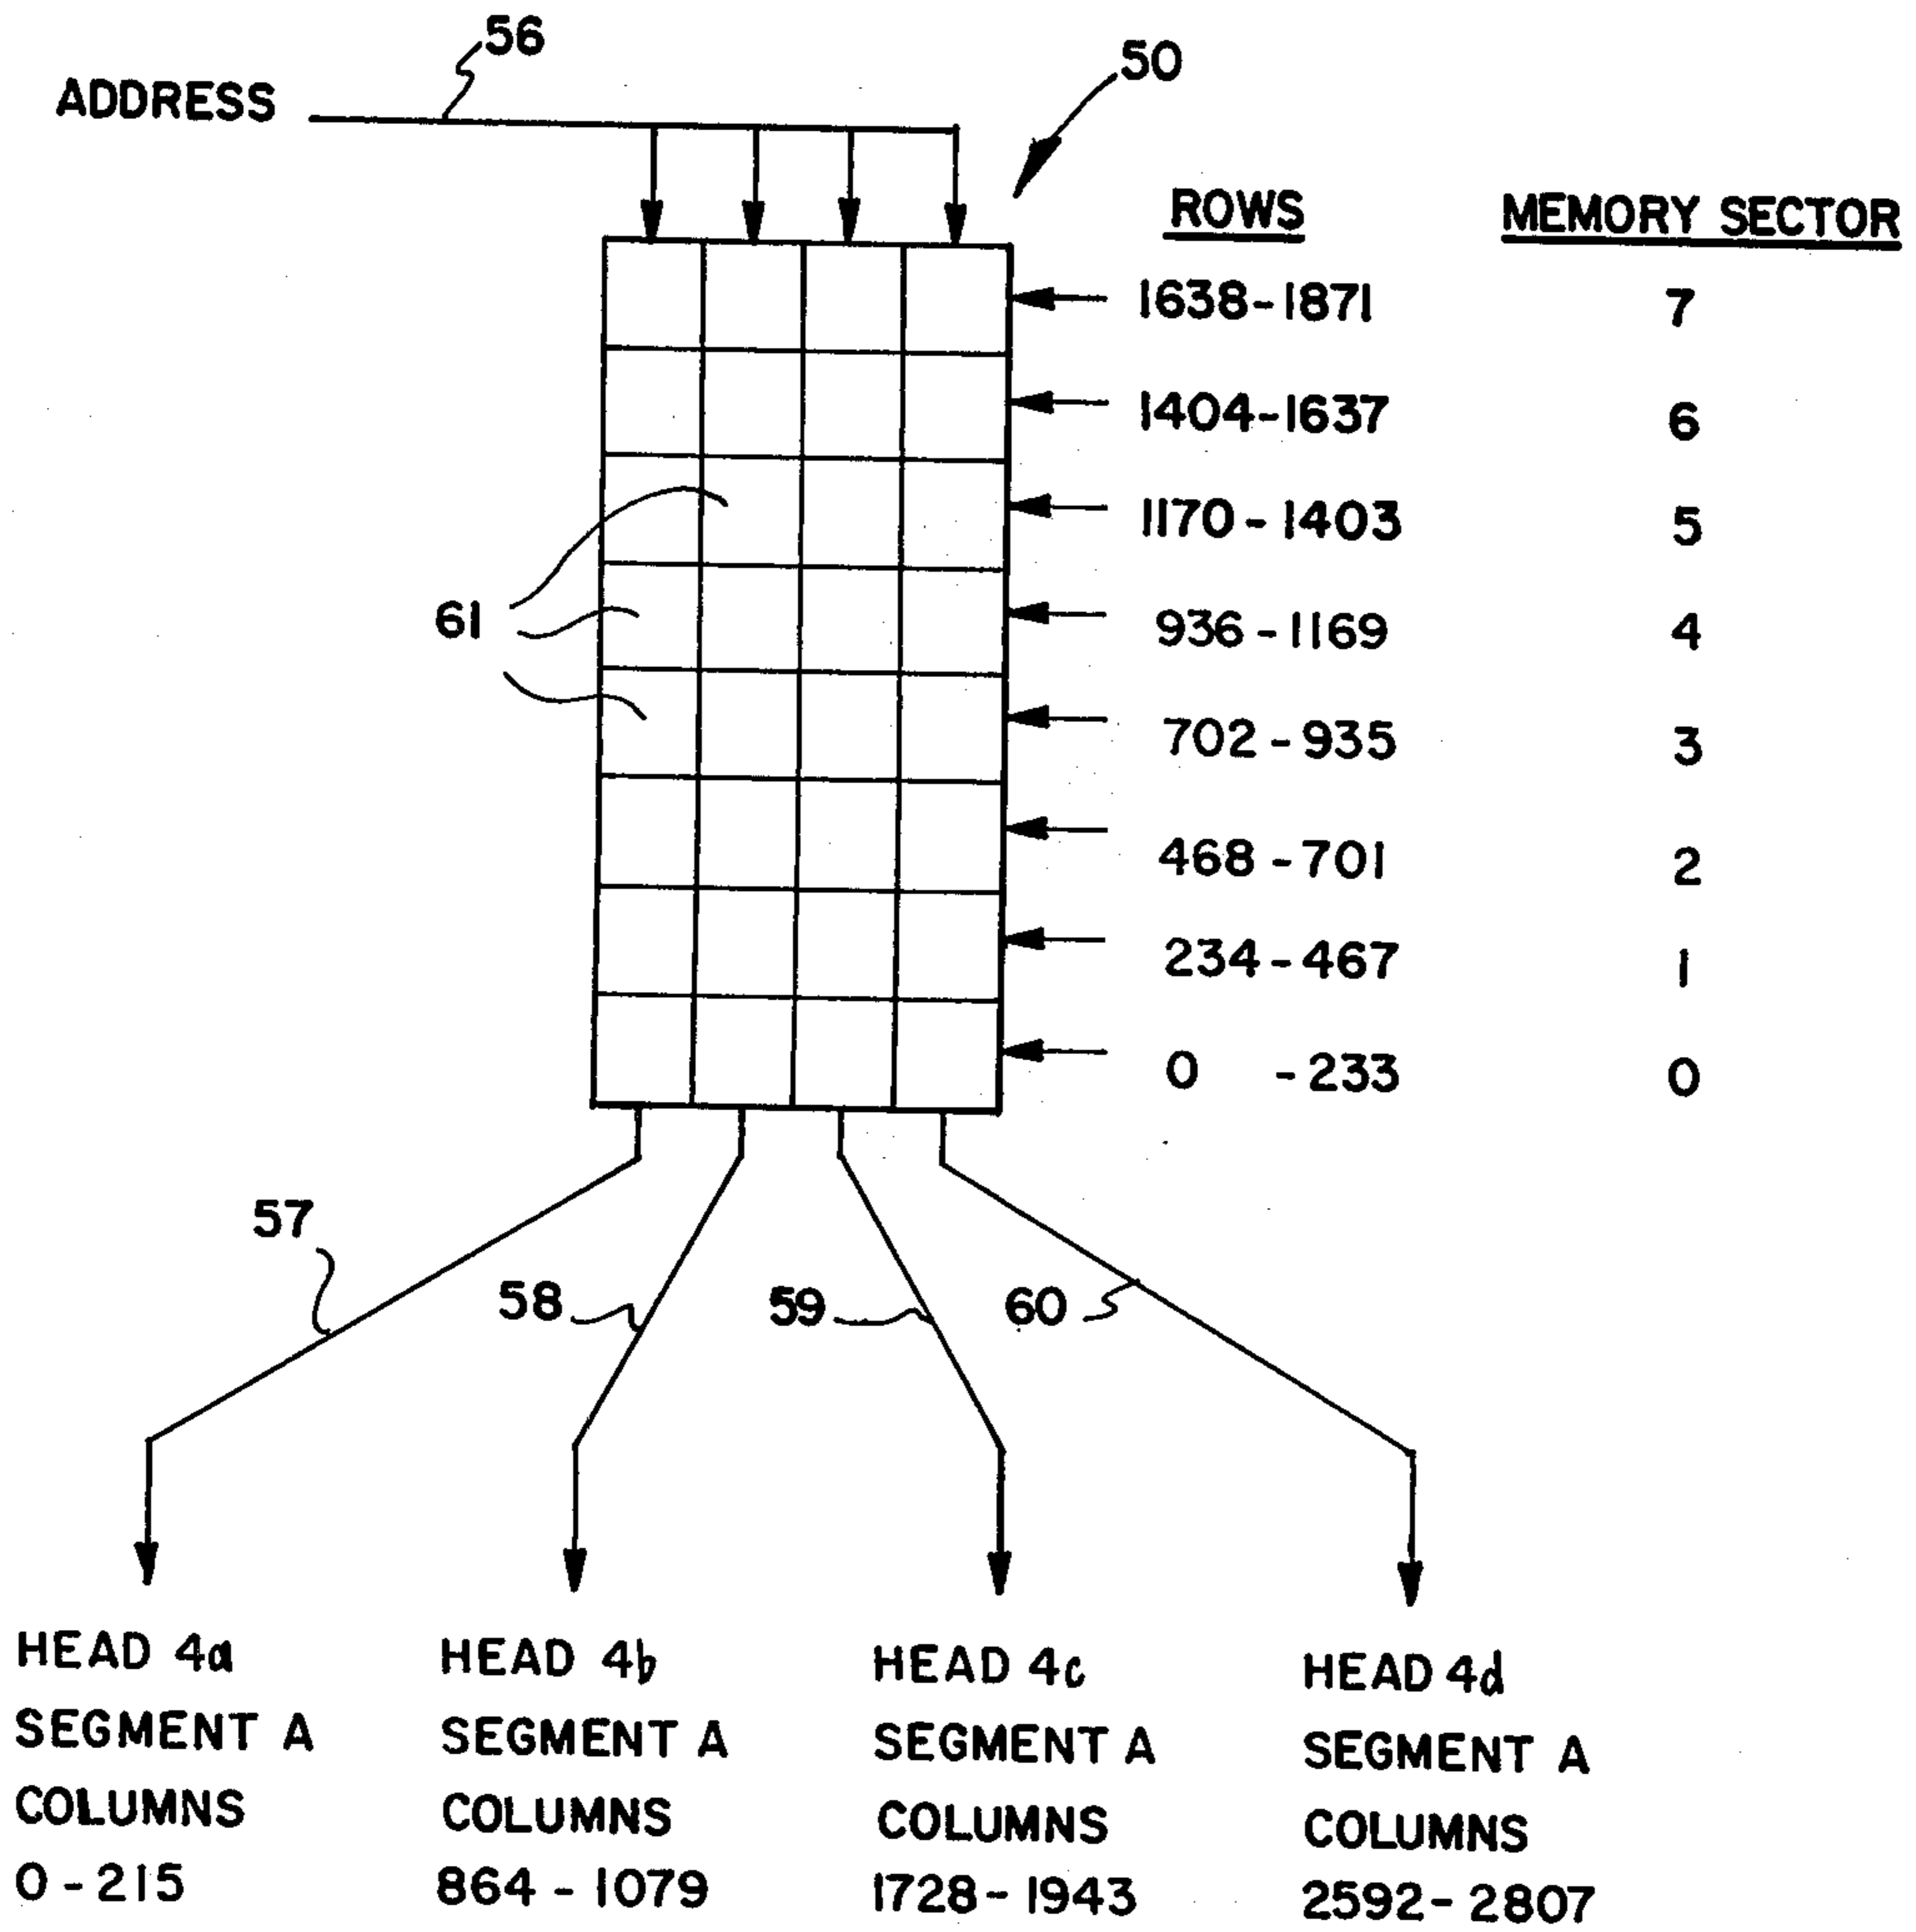 56
ADDRESS
50
ROWS MEMORY SECTOR
1638-1871 7
1404-1637 6
1170-1403 5
61
936-1169 4
702-935 3
468-701 2
234-467 1
0 -233 0
57
58
59
60
HEAD 4a
SEGMENT A
COLUMNS
0-215
HEAD 4b
SEGMENT A
COLUMNS
864-1079
HEAD 4c
SEGMENT A
COLUMNS
1728-1943
HEAD 4d
SEGMENT A
COLUMNS
2592-2807